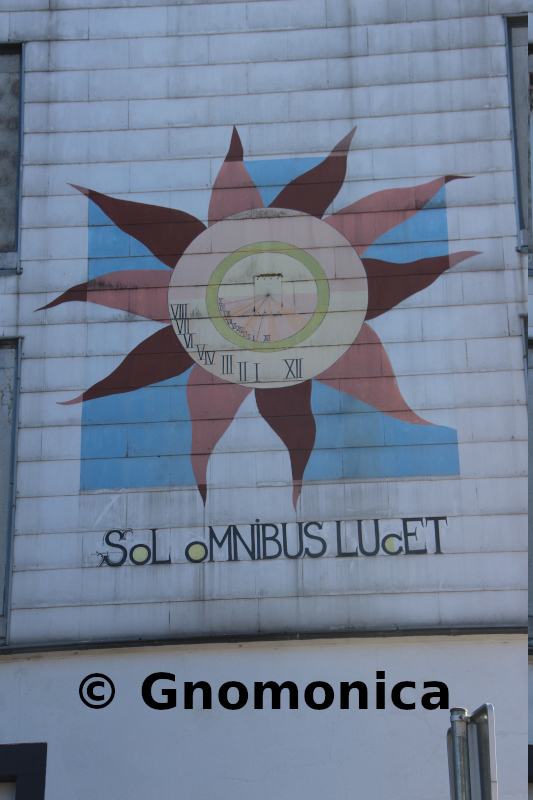 VIII VII VI V IV III II I XII
SoL oMNiBUS LUcET
© Gnomonica